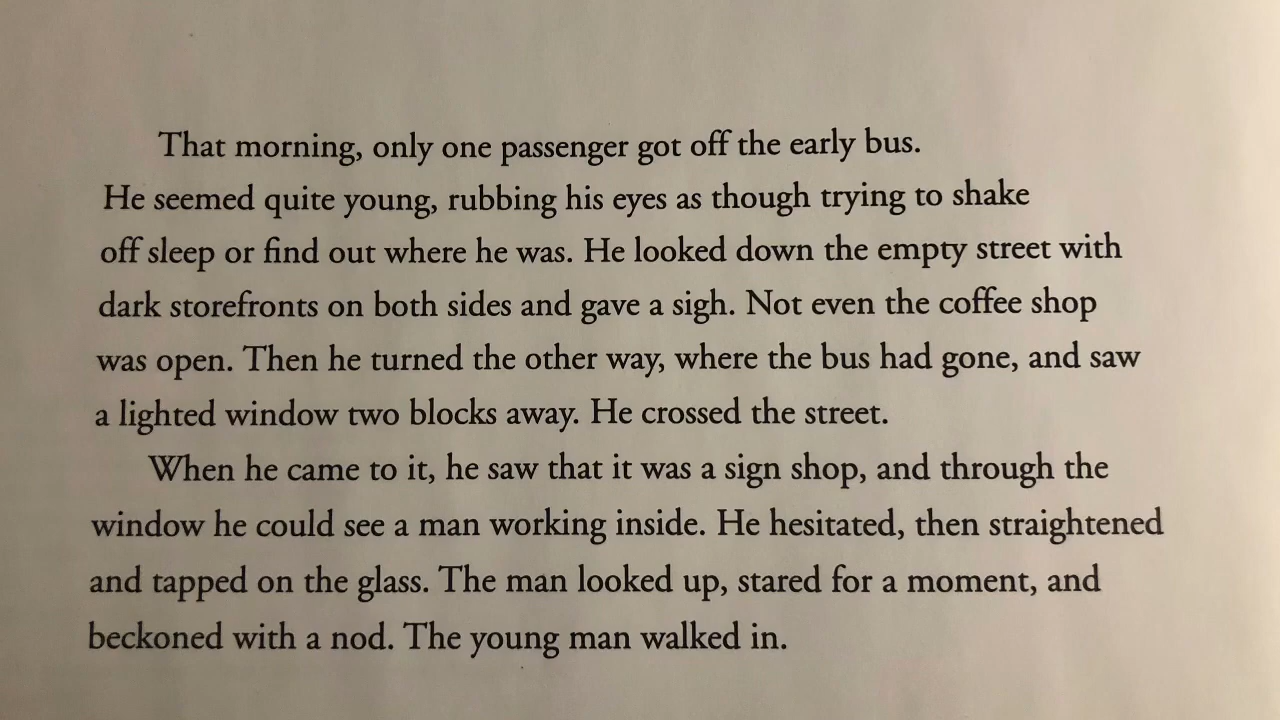 That morning, only one passenger got off the early bus.
He seemed quite young, rubbing his eyes as though trying to shake
off sleep or find out where he was. He looked down the empty street with
dark storefronts on both sides and gave a sigh. Not even the coffee shop
was open. Then he turned the other way, where the bus had gone, and saw
a lighted window two blocks away. He crossed the street.
When he came to it, he saw that it was a sign shop, and through the
window he could see a man working inside. He hesitated, then straightened
and tapped on the glass. The man looked up, stared for a moment, and
beckoned with a nod. The young man walked in.